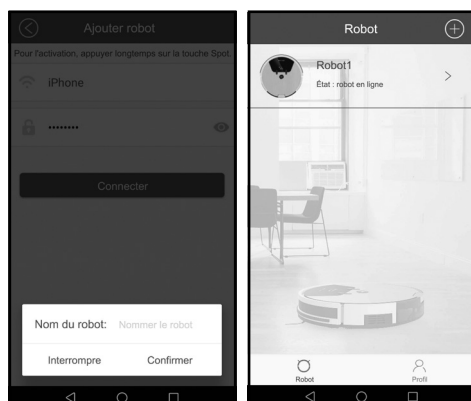 Ajouter robot
Pour l'activation, appuyer longtemps sur la touche Spot.
iPhone
••••••••
Connecter
Nom du robot: Nommer le robot
Interrompre Confirmer
Robot
Robot1
État : robot en ligne
Robot Profil